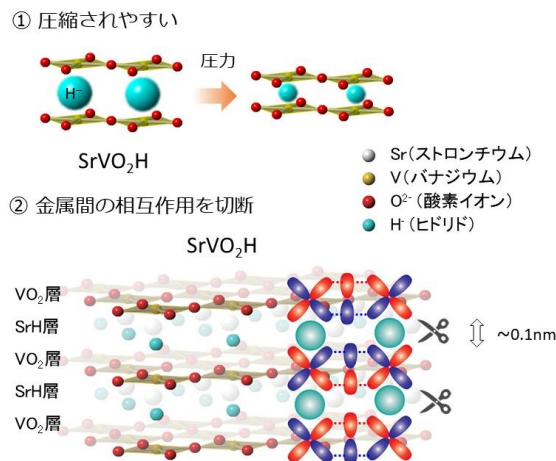 ① 圧縮されやすい
圧力
H⁻
SrVO₂H
Sr(ストロンチウム)
V(バナジウム)
O²⁻(酸素イオン)
H⁻(ヒドリド)
② 金属間の相互作用を切断
SrVO₂H
VO₂層
SrH層
VO₂層
SrH層
VO₂層
~0.1nm